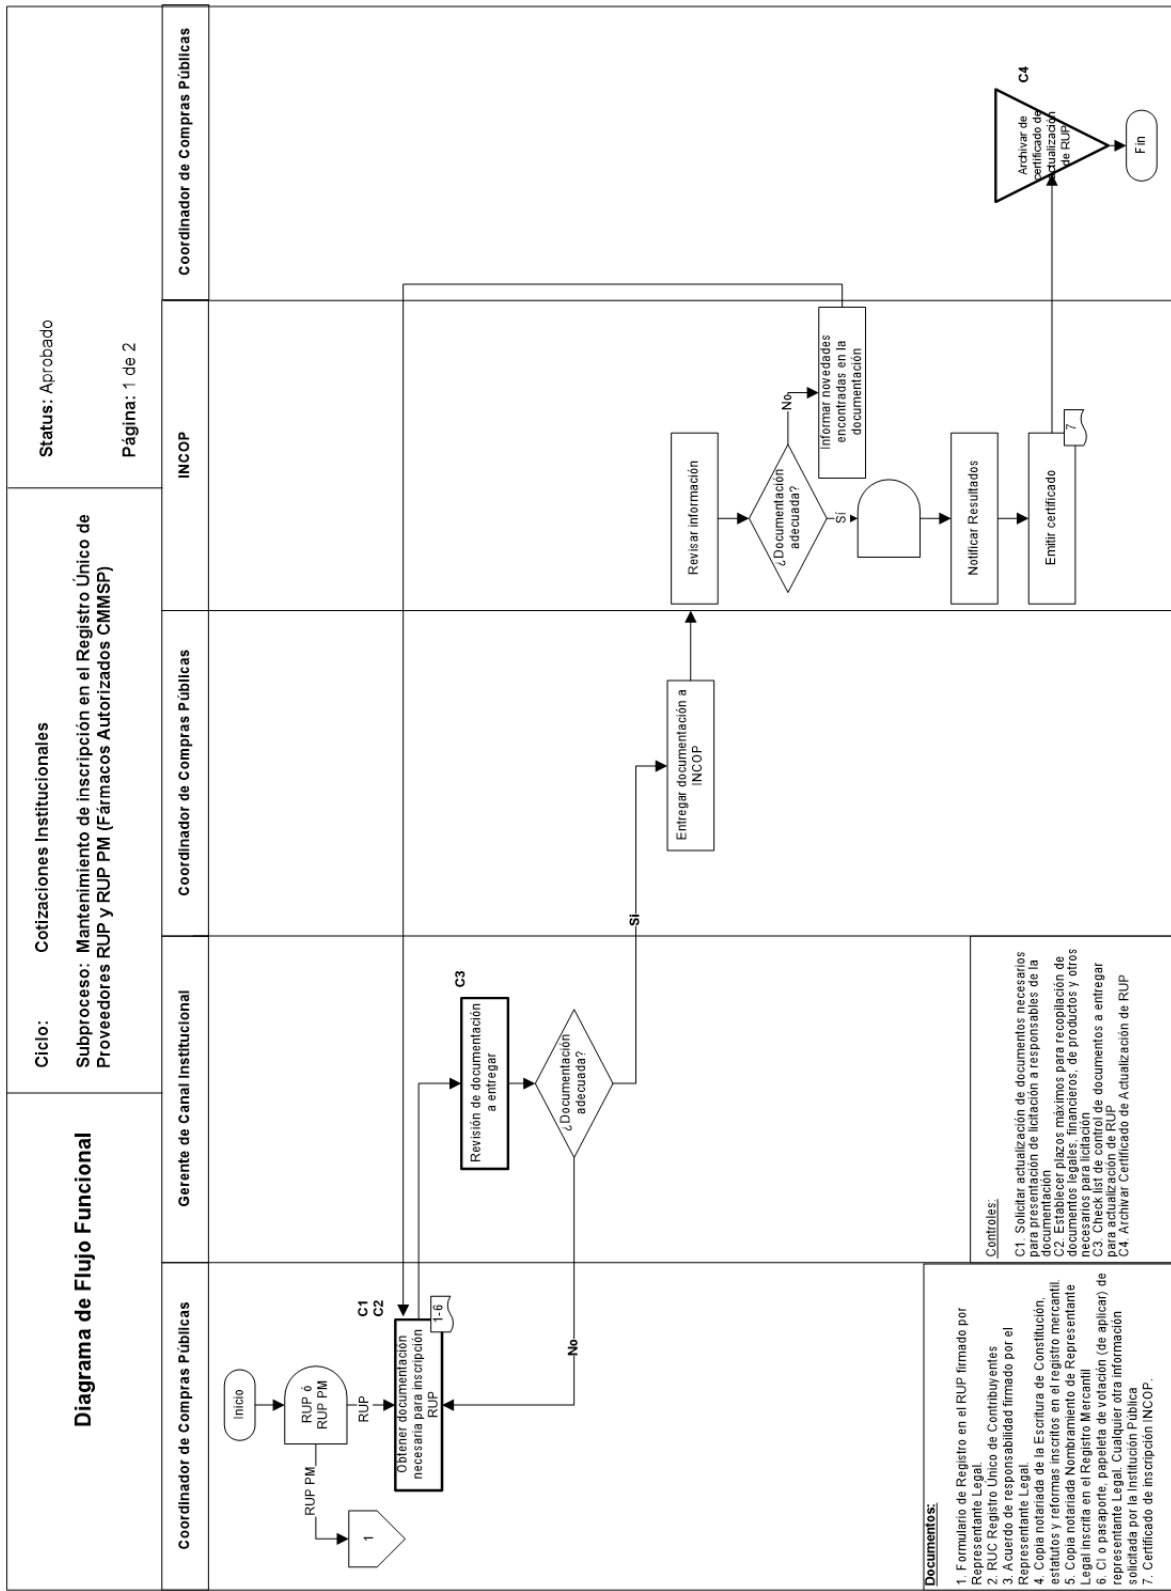 Diagrama de Flujo Funcional
Ciclo: Cotizaciones Institucionales
Subproceso: Mantenimiento de inscripción en el Registro Único de
Proveedores RUP y RUP PM (Fármacos Autorizados CMMSP)
Status: Aprobado
Página: 1 de 2
Coordinador de Compras Públicas
Gerente de Canal Institucional
Coordinador de Compras Públicas
INCOP
Coordinador de Compras Públicas
Inicio
RUP ó
RUP PM
RUP PM
RUP
1
C1
C2
Obtener documentación
necesaria para inscripción
RUP
1-6
No
C3
Revisión de documentación
a entregar
¿Documentación
adecuada?
Si
Entregar documentación a
INCOP
Revisar información
¿Documentación
adecuada?
No
Informar novedades
encontradas en la
documentación
Sí
Notificar Resultados
Emitir certificado
7
C4
Archivar de
certificado de
actualización
de RUP
Fin
Documentos:
1. Formulario de Registro en el RUP firmado por
Representante Legal.
2. RUC Registro Único de Contribuyentes
3. Acuerdo de responsabilidad firmado por el
Representante Legal.
4. Copia notariada de la Escritura de Constitución,
estatutos y reformas inscritos en el registro mercantil.
5. Copia notariada Nombramiento de Representante
Legal inscrita en el Registro Mercantil
6. CI o pasaporte, papeleta de votación (de aplicar) de
representante Legal. Cualquier otra información
solicitada por la Institución Pública
7. Certificado de inscripción INCOP.
Controles:
C1. Solicitar actualización de documentos necesarios
para presentación de licitación a responsables de la
documentación
C2. Establecer plazos máximos para recopilación de
documentos legales, financieros, de productos y otros
necesarios para licitación
C3. Check list de control de documentos a entregar
para actualización de RUP
C4. Archivar Certificado de Actualización de RUP